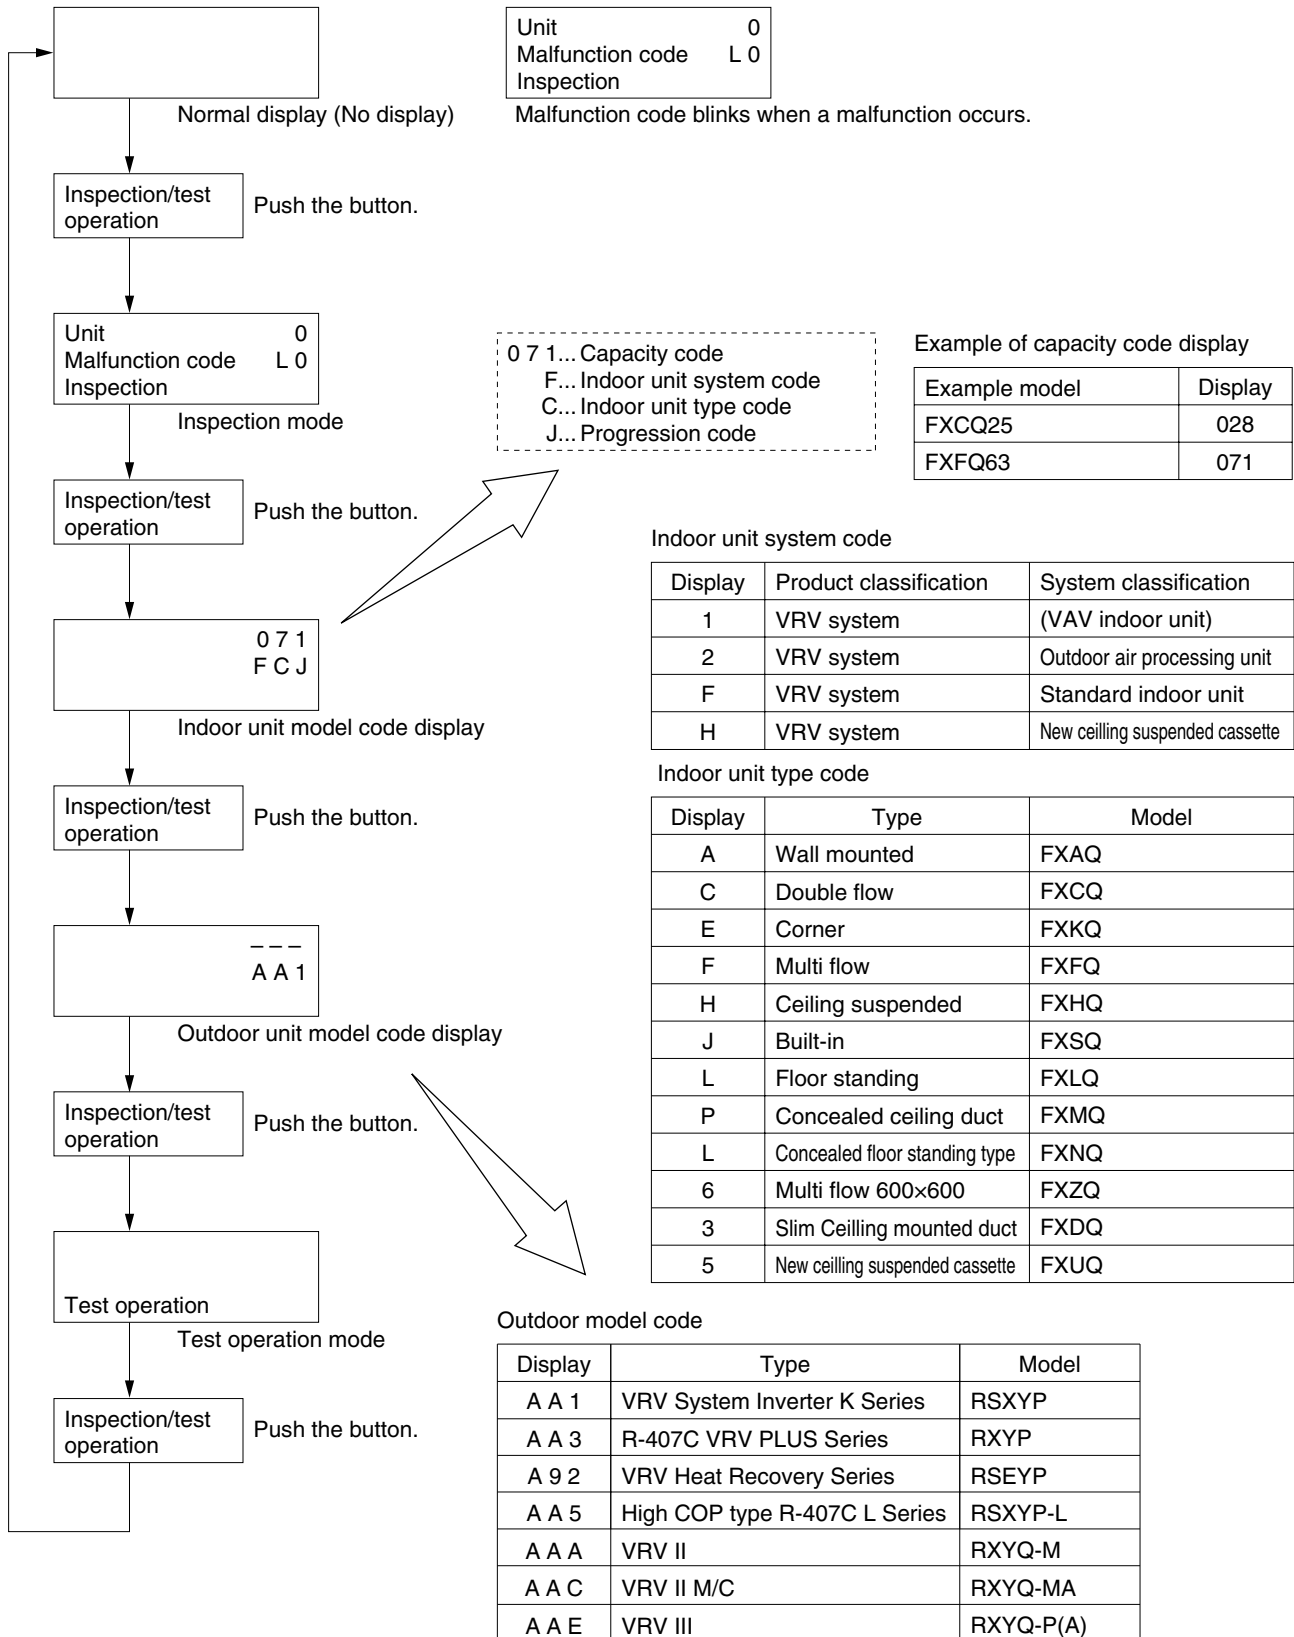 Unit 0
Malfunction code L 0
Inspection
Normal display (No display)
Malfunction code blinks when a malfunction occurs.
Inspection/test
operation
Push the button.
Unit 0
Malfunction code L 0
Inspection
Inspection mode
0 7 1... Capacity code
F... Indoor unit system code
C... Indoor unit type code
J... Progression code
Example of capacity code display
Example model Display
FXCQ25 028
FXFQ63 071
Inspection/test
operation
Push the button.
0 7 1
F C J
Indoor unit model code display
Indoor unit system code
Display Product classification System classification
1 VRV system (VAV indoor unit)
2 VRV system Outdoor air processing unit
F VRV system Standard indoor unit
H VRV system New ceilling suspended cassette
Inspection/test
operation
Push the button.
Indoor unit type code
Display Type Model
A Wall mounted FXAQ
C Double flow FXCQ
E Corner FXKQ
F Multi flow FXFQ
H Ceiling suspended FXHQ
J Built-in FXSQ
L Floor standing FXLQ
P Concealed ceiling duct FXMQ
L Concealed floor standing type FXNQ
6 Multi flow 600×600 FXZQ
3 Slim Ceilling mounted duct FXDQ
5 New ceilling suspended cassette FXUQ
– – –
A A 1
Outdoor unit model code display
Inspection/test
operation
Push the button.
Test operation
Test operation mode
Inspection/test
operation
Push the button.
Outdoor model code
Display Type Model
A A 1 VRV System Inverter K Series RSXYP
A A 3 R-407C VRV PLUS Series RXYP
A 9 2 VRV Heat Recovery Series RSEYP
A A 5 High COP type R-407C L Series RSXYP-L
A A A VRV II RXYQ-M
A A C VRV II M/C RXYQ-MA
A A E VRV III RXYQ-P(A)